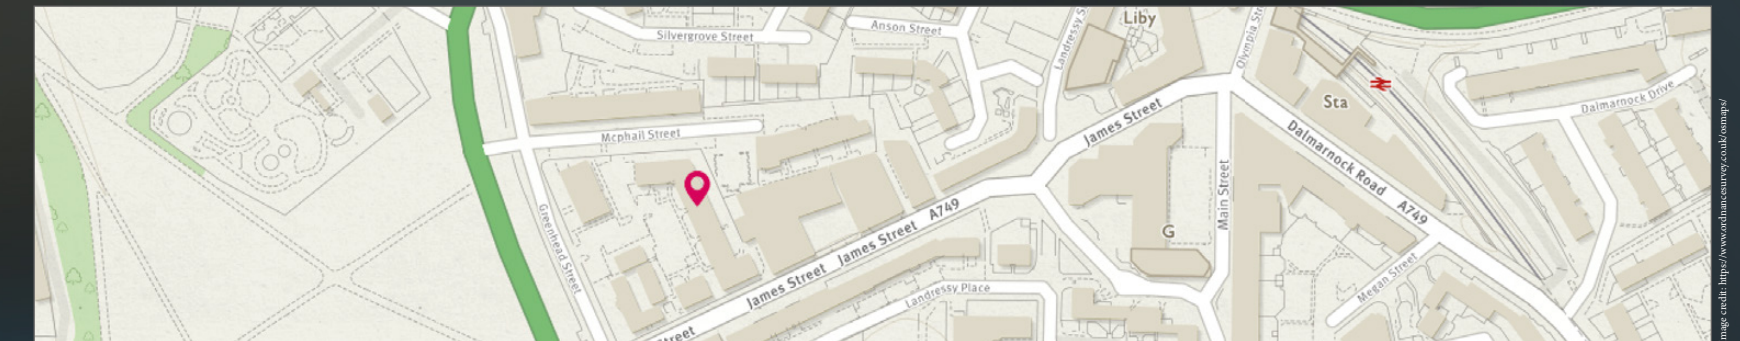 Liby
Anson Street
Silvergrove Street
Landressy S
Olympia Str
Sta
Dalmarnock Drive
James Street
Mcphail Street
Dalmarnock Road
A749
Main Street
Greenhead Street
A749
James Street
James Street
G
Megan Street
Landressy Place
Street
mage credit: https//www.ordnancesurvey.co.uk/osmaps/